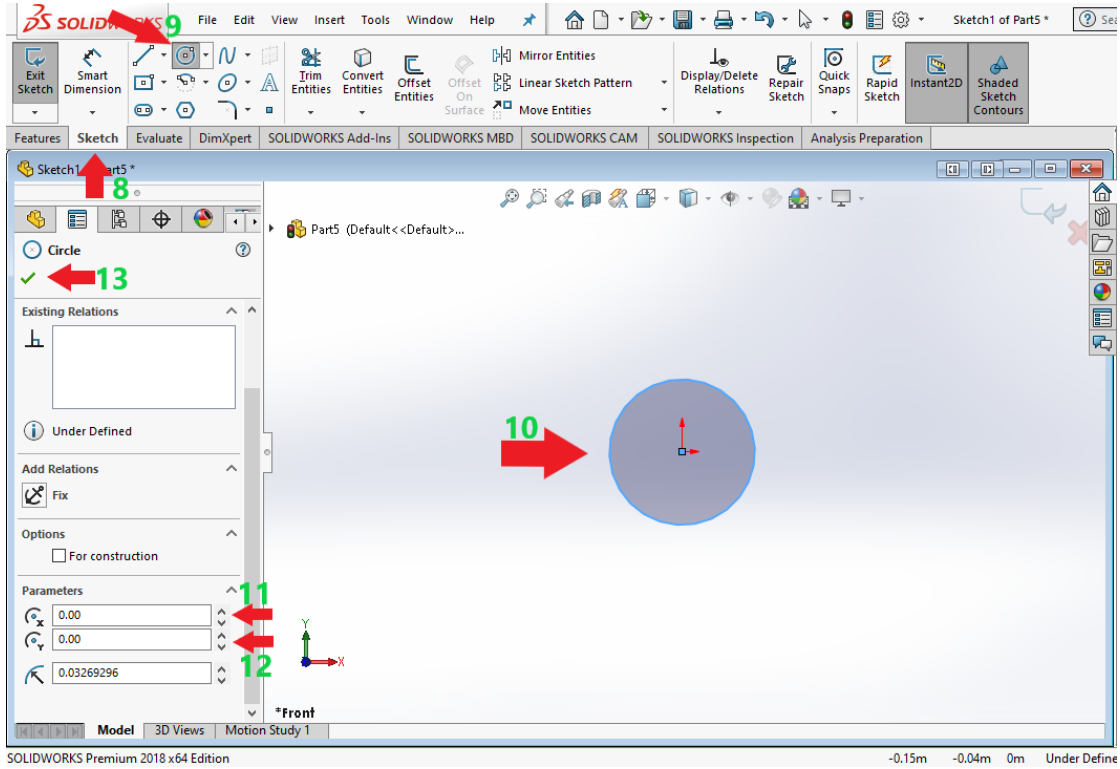 SOLIDWORKS 9 File Edit View Insert Tools Window Help Sketch1 of Part5 * ? Sea
Exit Sketch
Smart Dimension
Trim Entities
Convert Entities
Offset Entities
Offset On Surface
Mirror Entities
Linear Sketch Pattern
Move Entities
Display/Delete Relations
Repair Sketch
Quick Snaps
Rapid Sketch
Instant2D
Shaded Sketch Contours
Features Sketch Evaluate DimXpert SOLIDWORKS Add-Ins SOLIDWORKS MBD SOLIDWORKS CAM SOLIDWORKS Inspection Analysis Preparation
8
Part5 (Default<<Default>...
Circle
13
Existing Relations
Under Defined
Add Relations
Fix
Options
For construction
Parameters
11
0.00
0.00
12
0.03269296
10
Y
X
*Front
Model 3D Views Motion Study 1
SOLIDWORKS Premium 2018 x64 Edition -0.15m -0.04m 0m Under Define